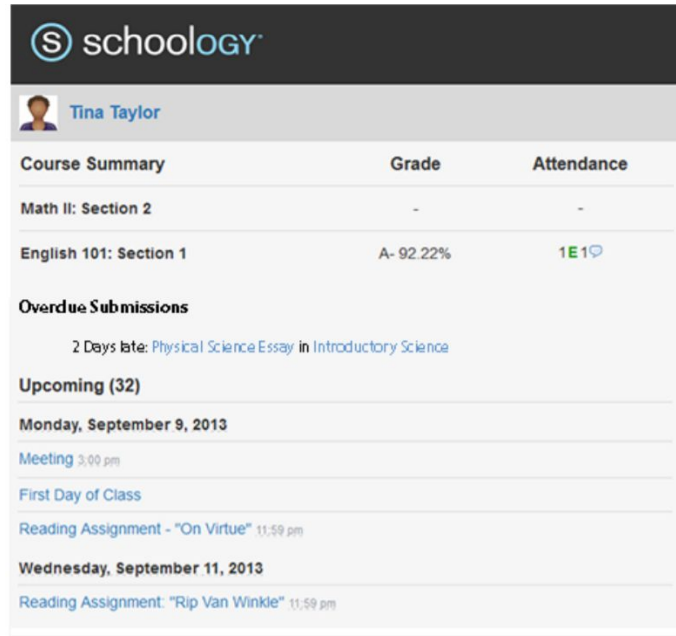 schoology
Tina Taylor
Course Summary Grade Attendance
Math II: Section 2 - -
English 101: Section 1 A- 92.22% 1E1
Overdue Submissions
2 Days late: Physical Science Essay in Introductory Science
Upcoming (32)
Monday, September 9, 2013
Meeting 3:00 pm
First Day of Class
Reading Assignment - "On Virtue" 11:59 pm
Wednesday, September 11, 2013
Reading Assignment: "Rip Van Winkle" 11:59 pm